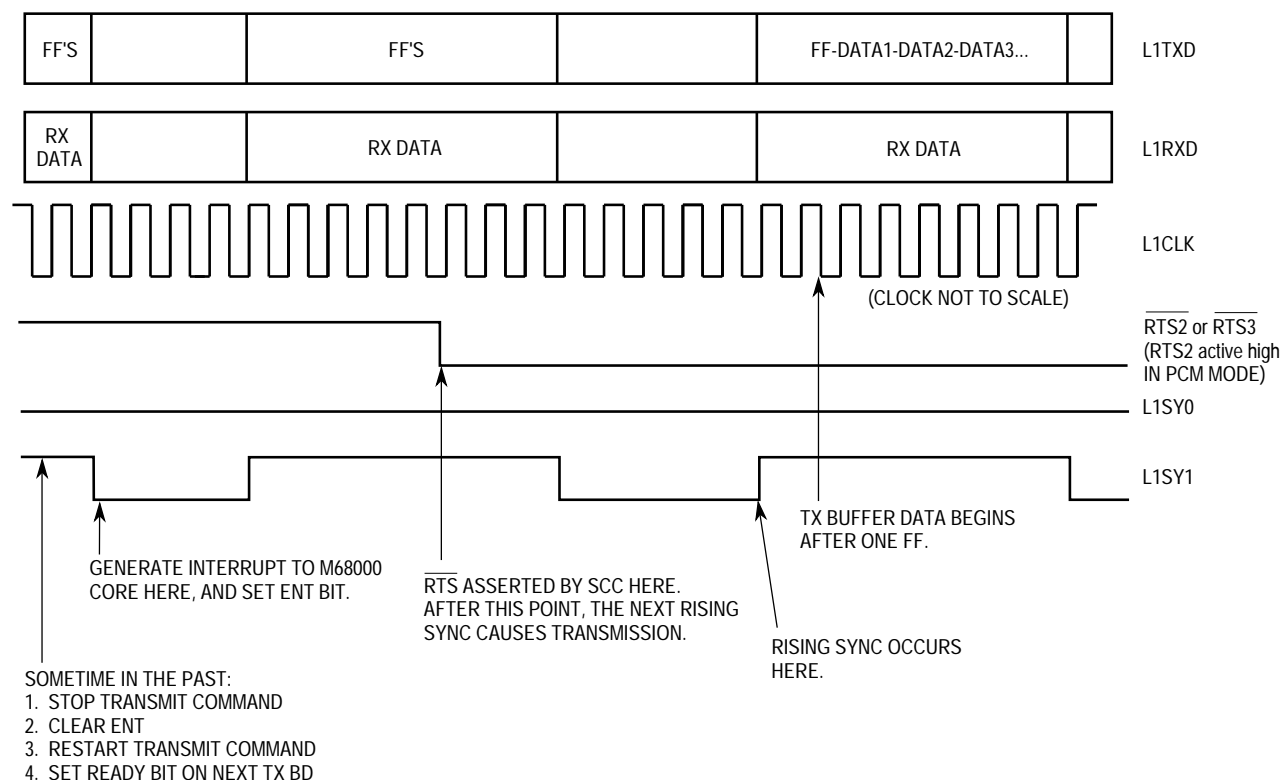 FF'S
FF'S
FF-DATA1-DATA2-DATA3...
L1TXD
RX
DATA
RX DATA
RX DATA
L1RXD
L1CLK
(CLOCK NOT TO SCALE)
RTS2 or RTS3
(RTS2 active high
IN PCM MODE)
L1SY0
L1SY1
TX BUFFER DATA BEGINS
AFTER ONE FF.
GENERATE INTERRUPT TO M68000
CORE HERE, AND SET ENT BIT.
RTS ASSERTED BY SCC HERE.
AFTER THIS POINT, THE NEXT RISING
SYNC CAUSES TRANSMISSION.
RISING SYNC OCCURS
HERE.
SOMETIME IN THE PAST:
1. STOP TRANSMIT COMMAND
2. CLEAR ENT
3. RESTART TRANSMIT COMMAND
4. SET READY BIT ON NEXT TX BD